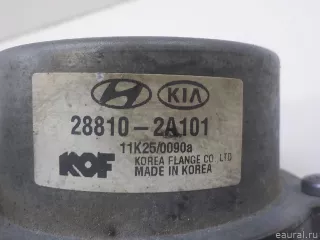 KIA
28810-2A101
11K25/0090a
KOF KOREA FLANGE CO LTD
MADE IN KOREA
eaural.ru